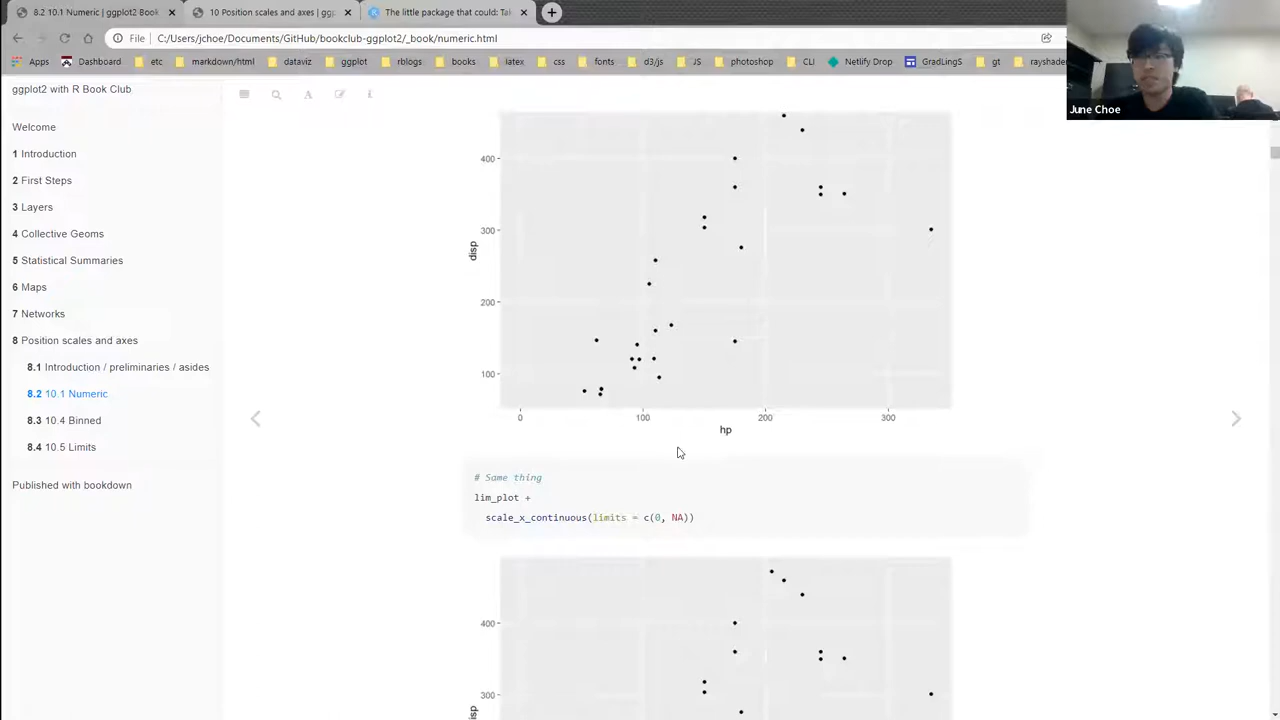 8.2 10.1 Numeric | ggplot2 Book
10 Position scales and axes | ggp
The little package that could: Tak
File C:/Users/jchoe/Documents/GitHub/bookclub-ggplot2/_book/numeric.html
Apps Dashboard etc markdown/html dataviz ggplot rblogs books latex css fonts d3/js JS photoshop CLI Netlify Drop GradLingS gt rayshade
June Choe
ggplot2 with R Book Club
Welcome
1 Introduction
2 First Steps
3 Layers
4 Collective Geoms
5 Statistical Summaries
6 Maps
7 Networks
8 Position scales and axes
8.1 Introduction / preliminaries / asides
8.2 10.1 Numeric
8.3 10.4 Binned
8.4 10.5 Limits
Published with bookdown
400
300
200
100
disp
0 100 200 300
hp
# Same thing
lim_plot +
scale_x_continuous(limits = c(0, NA))
400
300